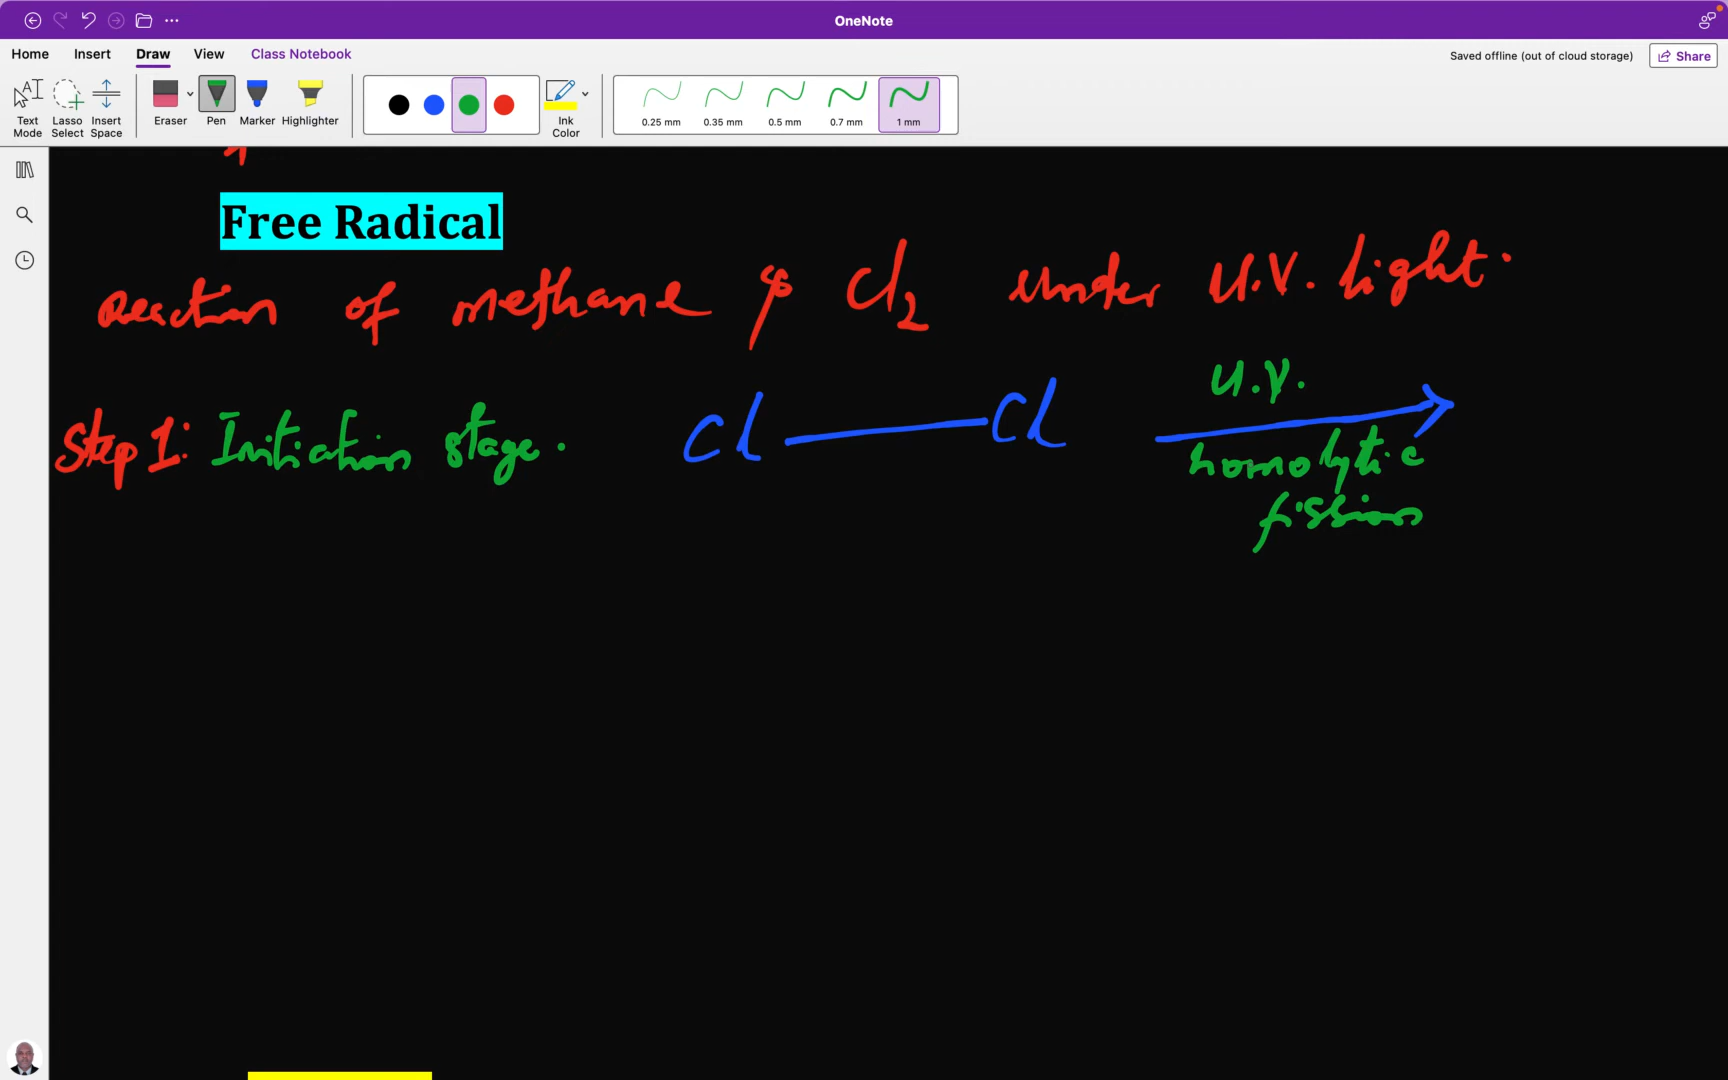 OneNote
Home Insert Draw View Class Notebook
Saved offline (out of cloud storage) Share
Text Mode
Lasso Select
Insert Space
Eraser
Pen
Marker
Highlighter
Ink Color
0.25 mm
0.35 mm
0.5 mm
0.7 mm
1 mm
Free Radical
Reaction of methane & Cl2 under U.V. light.
Step 1: Initiation stage. Cl — Cl
U.V.
homolytic
fission